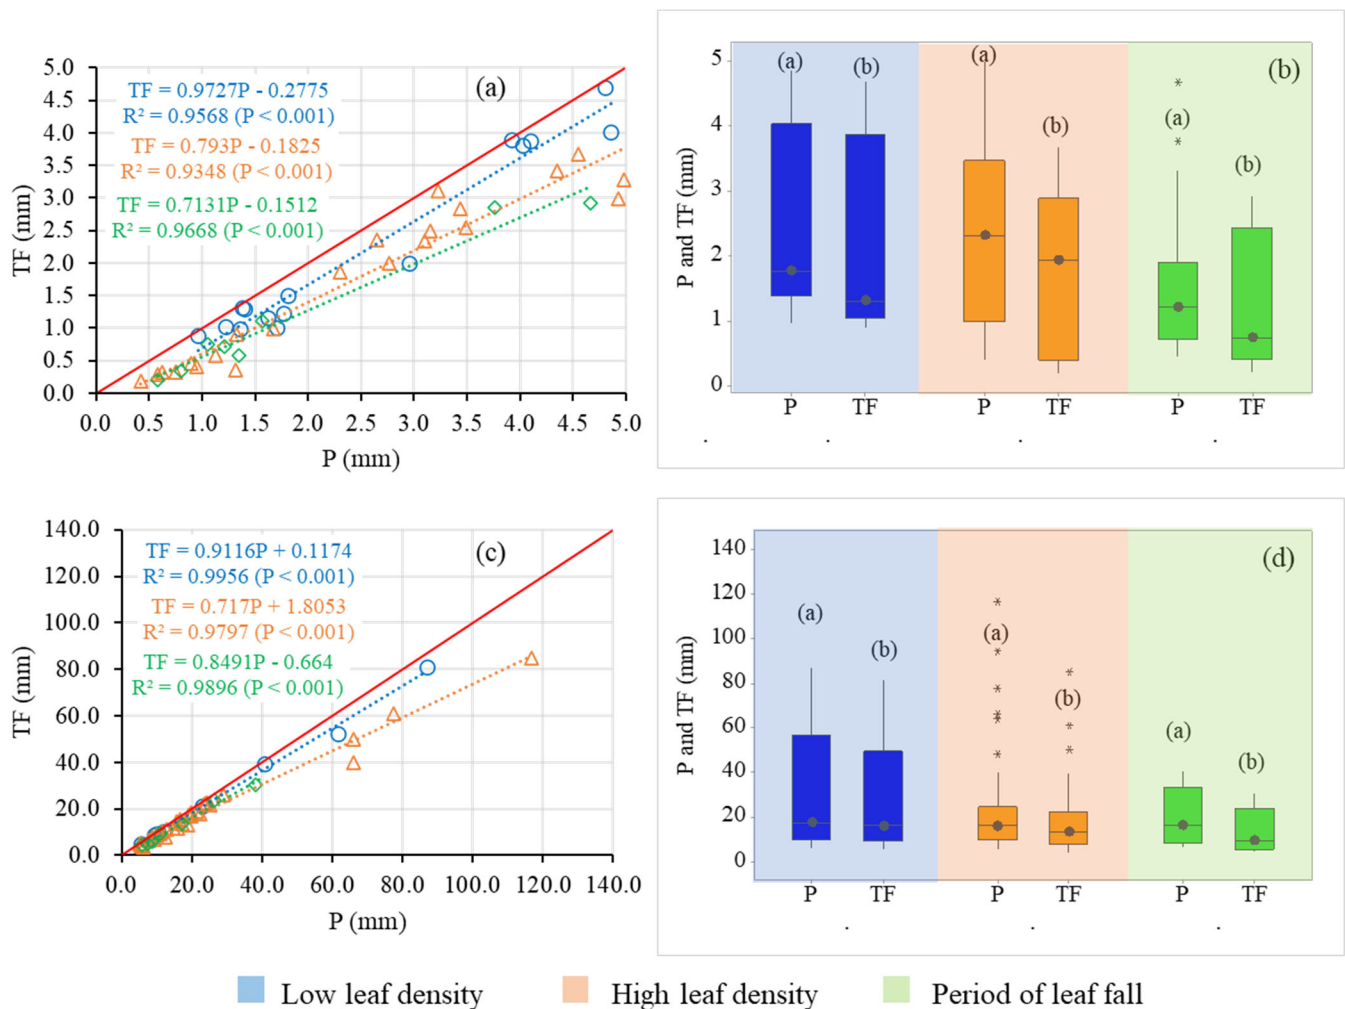 5.0
4.5
4.0
3.5
3.0
2.5
2.0
1.5
1.0
0.5
0.0
TF (mm)
TF = 0.9727P - 0.2775
R² = 0.9568 (P < 0.001)
TF = 0.793P - 0.1825
R² = 0.9348 (P < 0.001)
TF = 0.7131P - 0.1512
R² = 0.9668 (P < 0.001)
(a)
0.0 0.5 1.0 1.5 2.0 2.5 3.0 3.5 4.0 4.5 5.0
P (mm)
5
4
3
2
1
0
P and TF (mm)
(a) (b) (a) (b) (a) (b)
(b)
P TF P TF P TF
140.0
120.0
100.0
80.0
60.0
40.0
20.0
0.0
TF (mm)
TF = 0.9116P + 0.1174
R² = 0.9956 (P < 0.001)
TF = 0.717P + 1.8053
R² = 0.9797 (P < 0.001)
TF = 0.8491P - 0.664
R² = 0.9896 (P < 0.001)
(c)
0.0 20.0 40.0 60.0 80.0 100.0 120.0 140.0
P (mm)
140
120
100
80
60
40
20
0
P and TF (mm)
(a) (b) (a) (b) (a) (b)
(d)
P TF P TF P TF
Low leaf density High leaf density Period of leaf fall